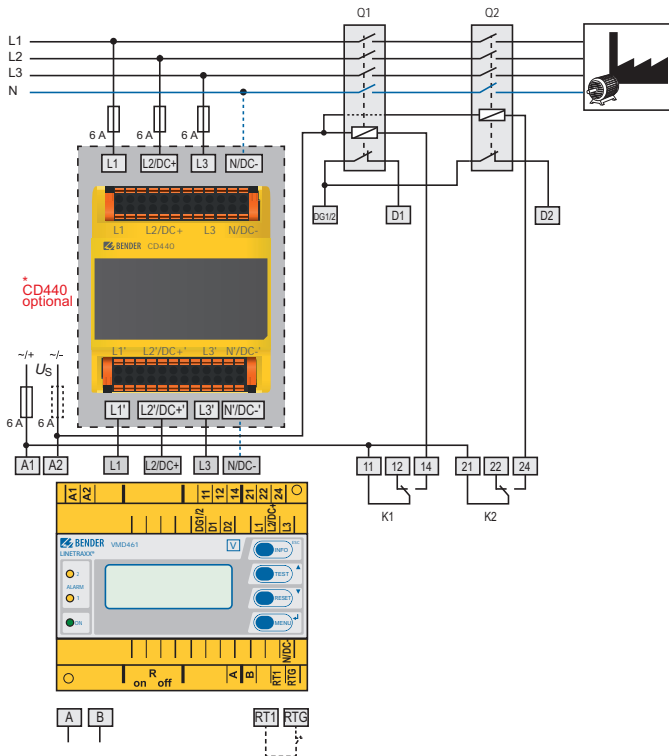 Q1 Q2
L1
L2
L3
N
6 A 6 A 6 A
L1 L2/DC+ L3 N/DC-
DG1/2 D1 D2
L1 L2/DC+ L3 N/DC-
BENDER CD440
*
CD440
optional
L1' L2'/DC+' L3' N'/DC-'
~/+ ~/-
US
6 A 6 A
L1' L2'/DC+' L3' N'/DC-'
A1 A2 L1 L2/DC+ L3 N/DC-
11 12 14 21 22 24
K1 K2
A1 A2 11 12 14 21 22 24
DG1/2 D1 D2 L1 L2/DC+ L3
BENDER VMD461 V
LINETRAXX®
INFO ESC
TEST
RESET
MENU
2
ALARM
1
ON
N/DC-
R
on off
A B RT1 RTG
A B RT1 RTG